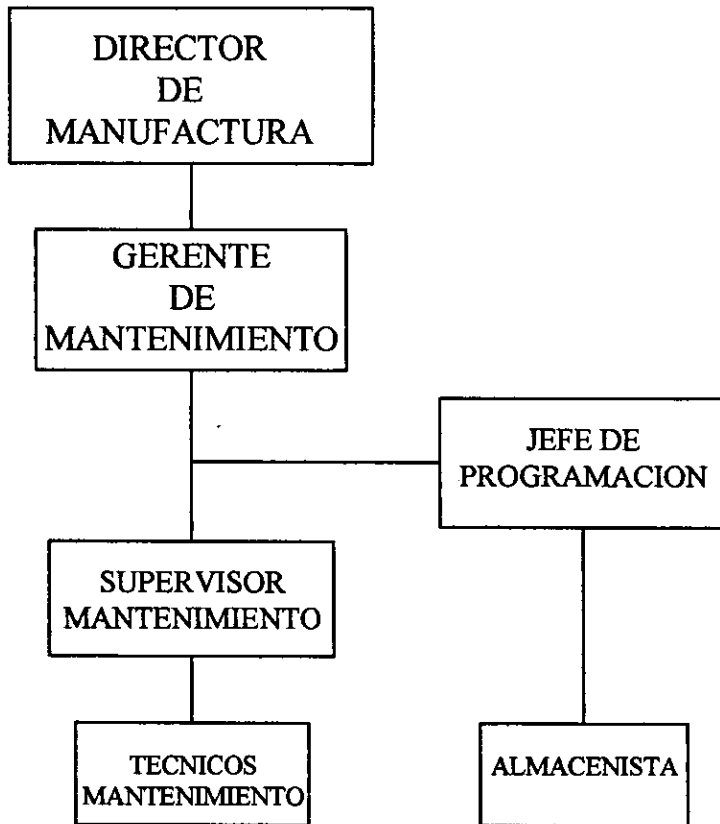 DIRECTOR
DE
MANUFACTURA
GERENTE
DE
MANTENIMIENTO
JEFE DE
PROGRAMACION
SUPERVISOR
MANTENIMIENTO
TECNICOS
MANTENIMIENTO
ALMACENISTA